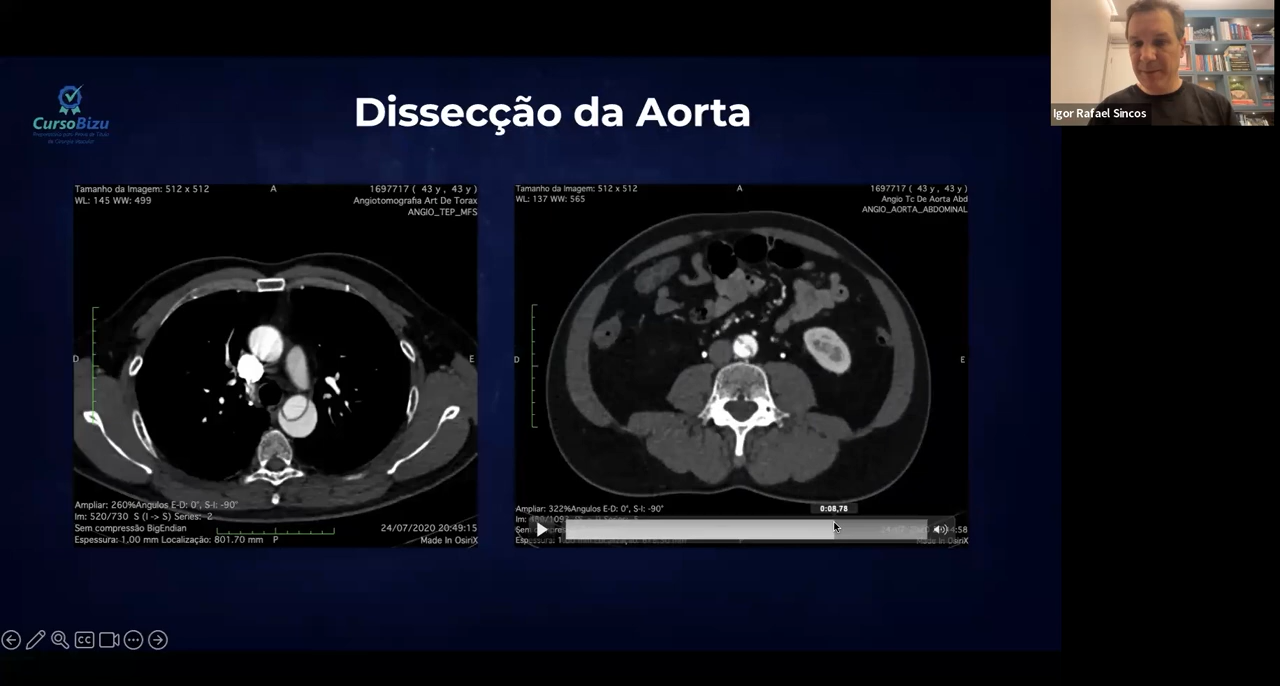 Igor Rafael Sincos
CursoBizu
Dissecção da Aorta
Tamanho da Imagem: 512 x 512
WL: 145 WW: 499
A
1697717 ( 43 y , 43 y )
Angiotomografia Art De Torax
ANGIO_TEP_MFS
D
E
Ampliar: 260%Angulos E-D: 0°, S-I: -90°
Im: 520/730 S (I -> S) Series: 2
Sem compressão BigEndian
Espessura: 1,00 mm Localização: 801.70 mm
P
24/07/2020 20:49:15
Made In OsiriX
Tamanho da Imagem: 512 x 512
WL: 137 WW: 565
A
1697717 ( 43 y , 43 y )
Angio Tc De Aorta Abd
ANGIO_AORTA_ABDOMINAL
D
E
Ampliar: 322%Angulos E-D: 0°, S-I: -90°
0:08,78
Made In OsiriX
CC